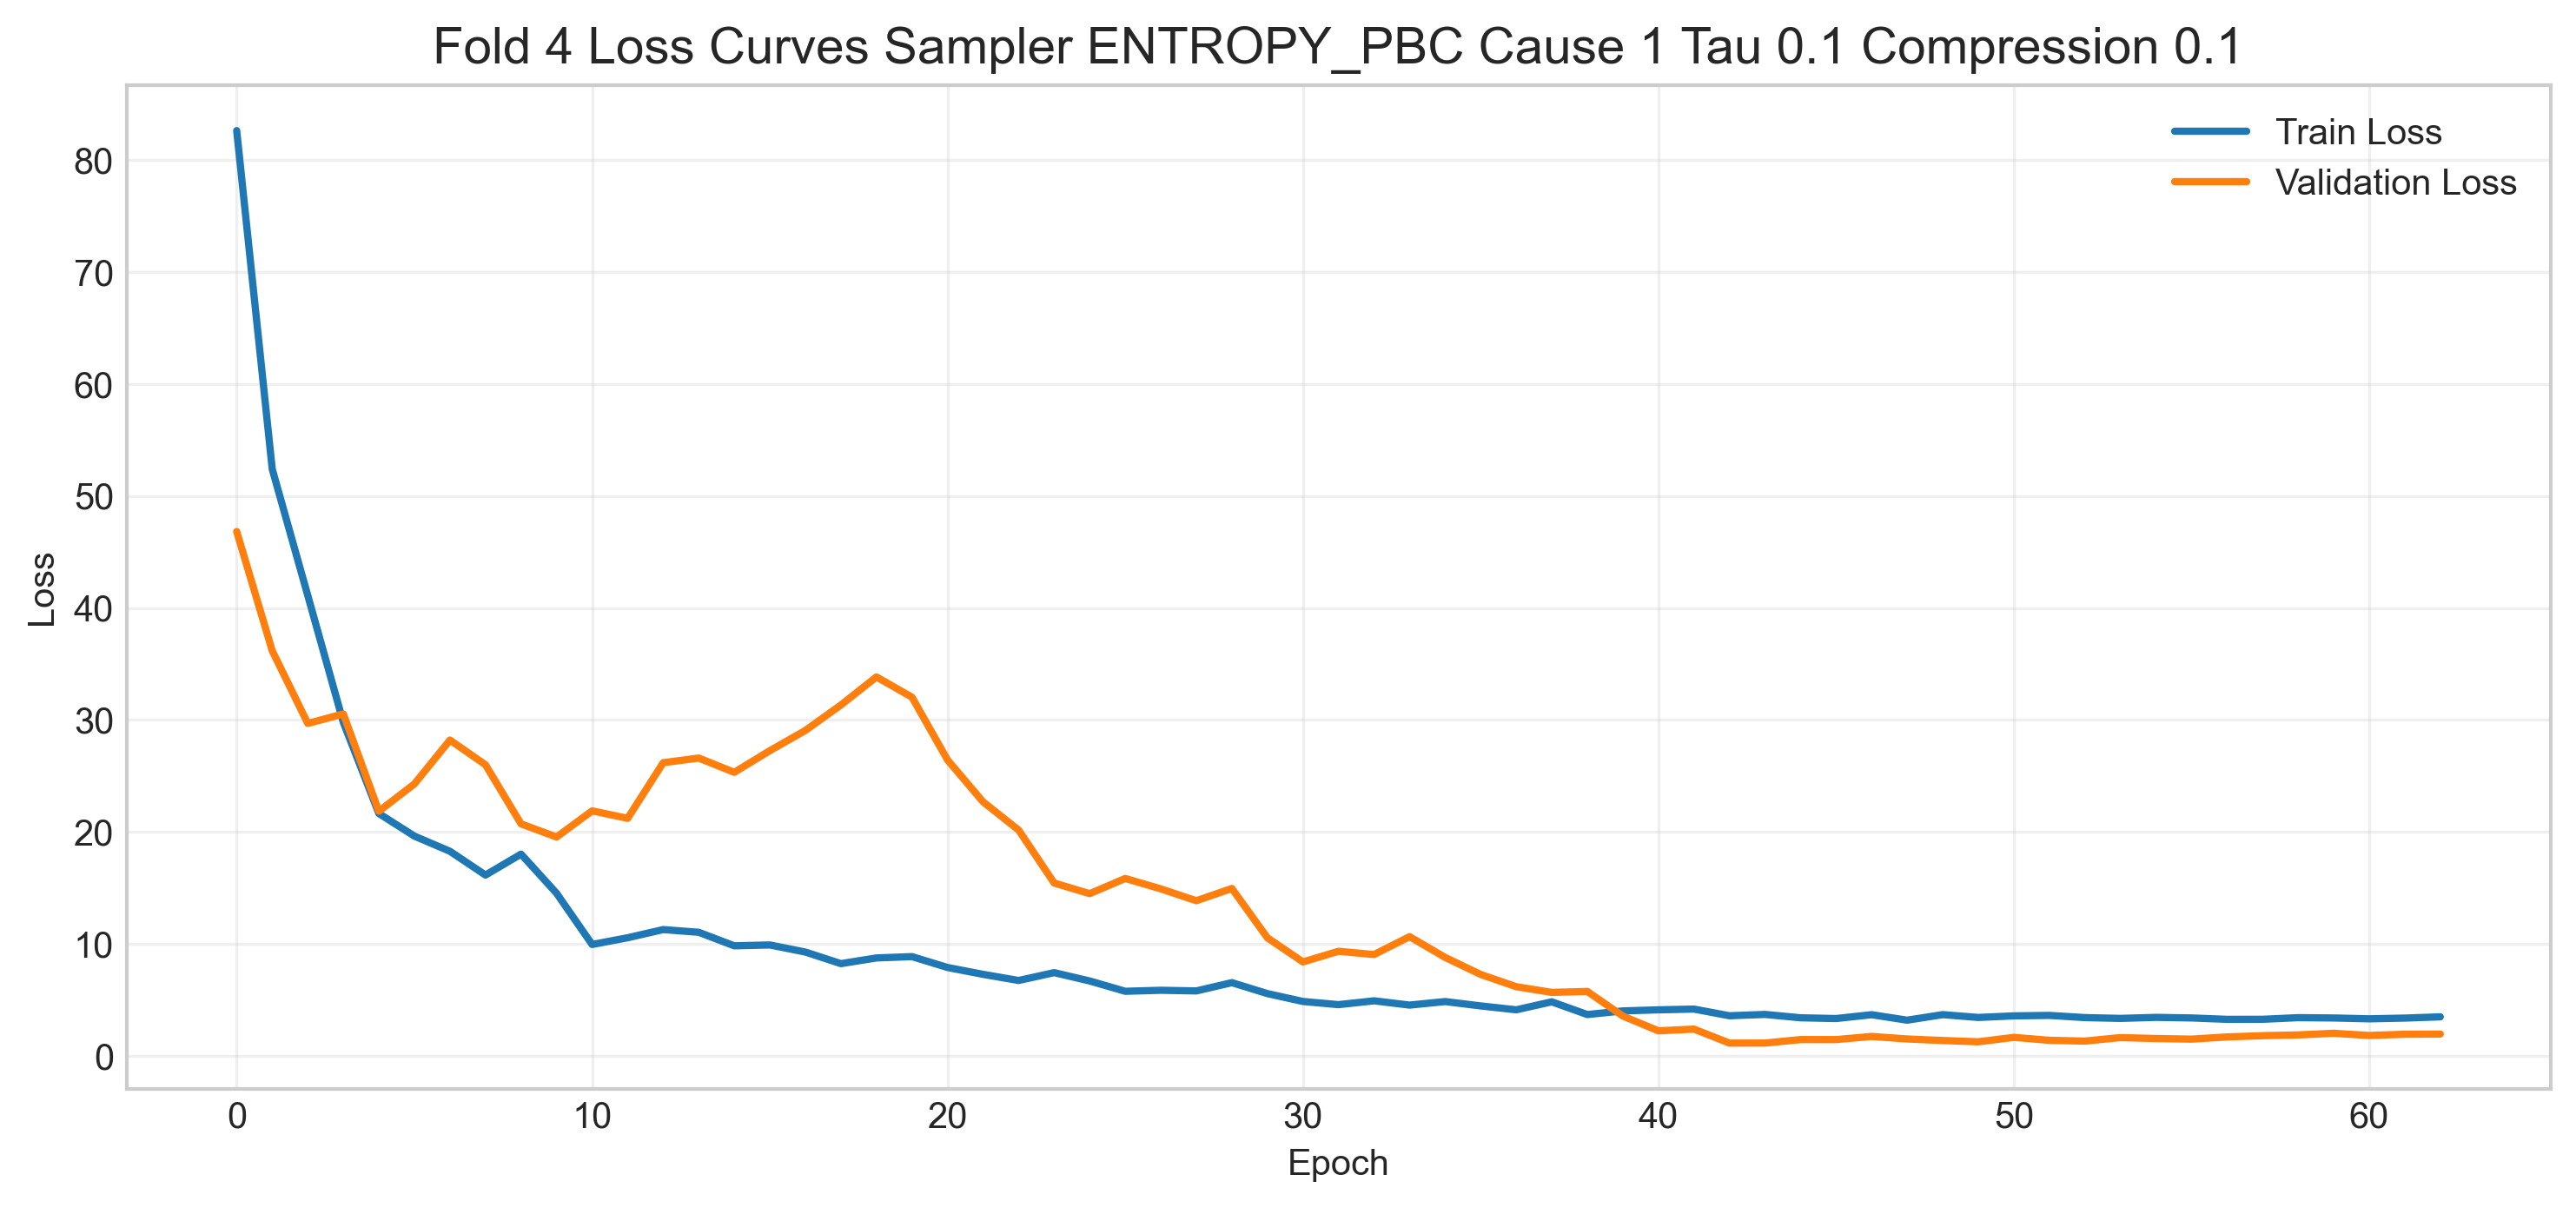 Fold 4 Loss Curves Sampler ENTROPY_PBC Cause 1 Tau 0.1 Compression 0.1
Train Loss
Validation Loss
80
70
60
50
40
30
20
10
0
Loss
0 10 20 30 40 50 60
Epoch